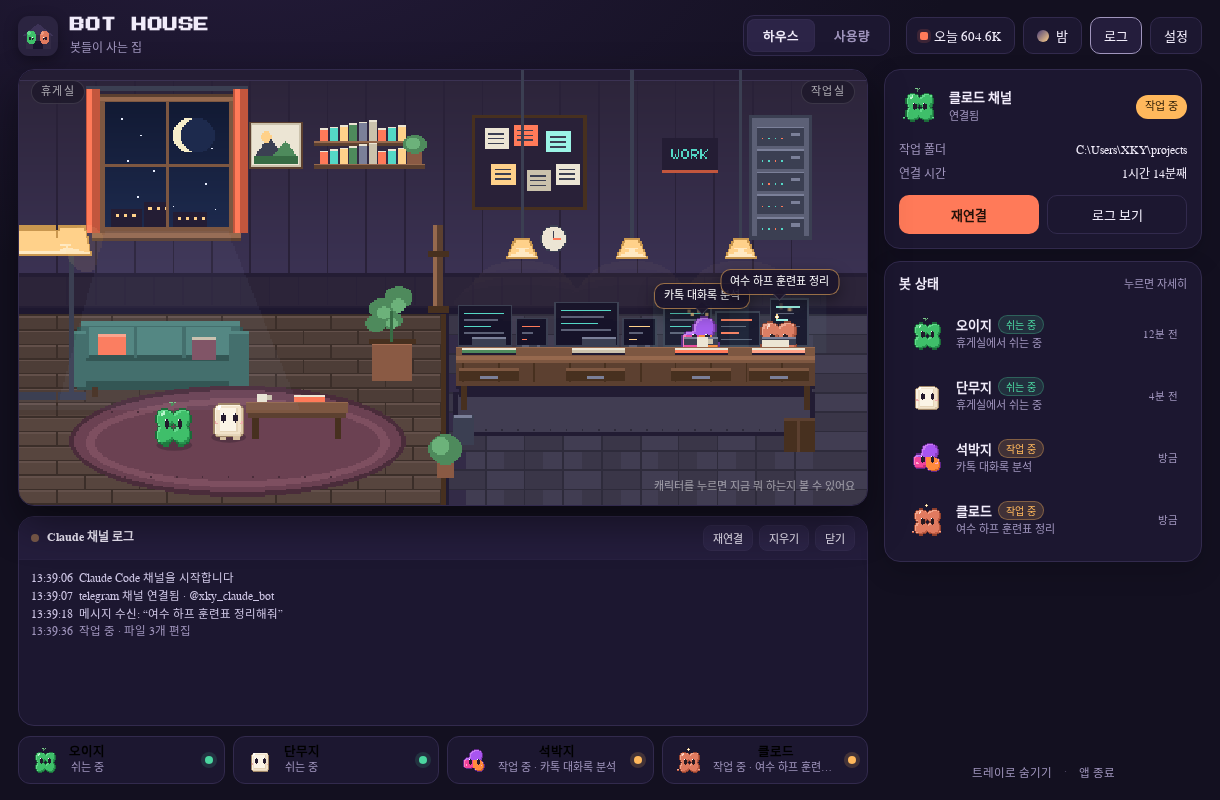 BOT HOUSE
봇들이 사는 집
하우스
사용량
오늘 604.6K
밤
로그
설정
휴게실
작업실
WORK
카톡 대화록 분석
여수 하프 훈련표 정리
캐릭터를 누르면 지금 뭐 하는지 볼 수 있어요
클로드 채널
연결됨
작업 중
작업 폴더
C:\Users\XKY\projects
연결 시간
1시간 14분째
재연결
로그 보기
봇 상태
누르면 자세히
오이지
쉬는 중
휴게실에서 쉬는 중
12분 전
단무지
쉬는 중
휴게실에서 쉬는 중
4분 전
석박지
작업 중
카톡 대화록 분석
방금
클로드
작업 중
여수 하프 훈련표 정리
방금
Claude 채널 로그
재연결
지우기
닫기
13:39:06 Claude Code 채널을 시작합니다
13:39:07 telegram 채널 연결됨 · @xky_claude_bot
13:39:18 메시지 수신: “여수 하프 훈련표 정리해줘”
13:39:36 작업 중 · 파일 3개 편집
오이지
쉬는 중
단무지
쉬는 중
석박지
작업 중 · 카톡 대화록 분석
클로드
작업 중 · 여수 하프 훈련…
트레이로 숨기기 · 앱 종료